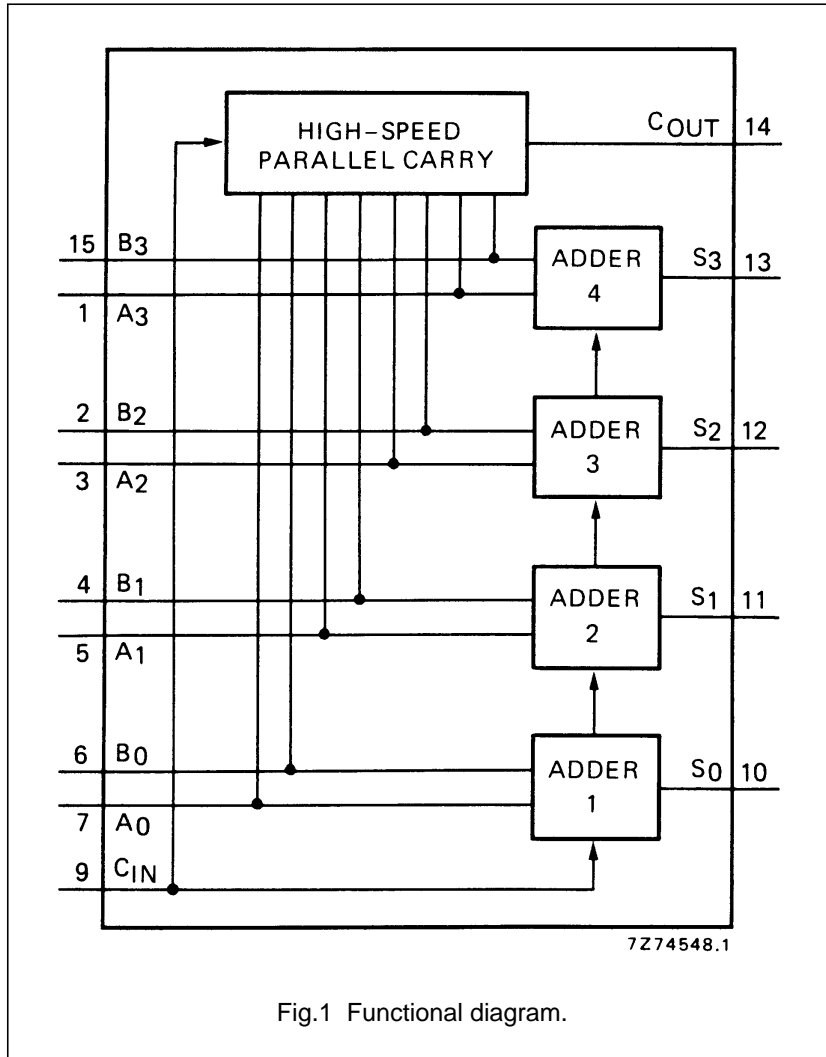 HIGH-SPEED
PARALLEL CARRY
COUT 14
15 B3
1 A3
ADDER
4
S3 13
2 B2
3 A2
ADDER
3
S2 12
4 B1
5 A1
ADDER
2
S1 11
6 B0
7 A0
ADDER
1
S0 10
9 CIN
7Z74548.1
Fig.1 Functional diagram.